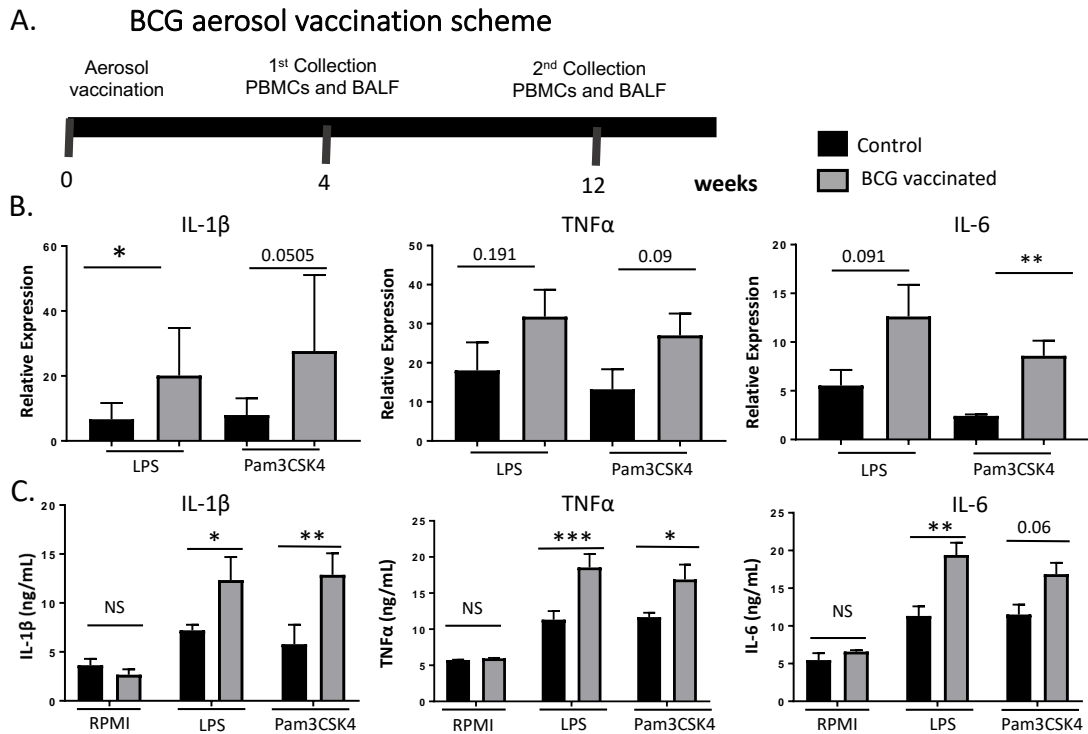 A. BCG aerosol vaccination scheme
Aerosol
vaccination
1st Collection
PBMCs and BALF
2nd Collection
PBMCs and BALF
0
4
12
weeks
Control
BCG vaccinated
B.
IL-1β
Relative Expression
60
40
20
0
*
0.0505
LPS
Pam3CSK4
TNFα
Relative Expression
50
40
30
20
10
0
0.191
0.09
LPS
Pam3CSK4
IL-6
Relative Expression
20
15
10
5
0
0.091
**
LPS
Pam3CSK4
C.
IL-1β
IL-1β (ng/mL)
20
15
10
5
0
NS
*
**
RPMI
LPS
Pam3CSK4
TNFα
TNFα (ng/mL)
25
20
15
10
5
0
NS
***
*
RPMI
LPS
Pam3CSK4
IL-6
IL-6 (ng/mL)
25
20
15
10
5
0
NS
**
0.06
RPMI
LPS
Pam3CSK4